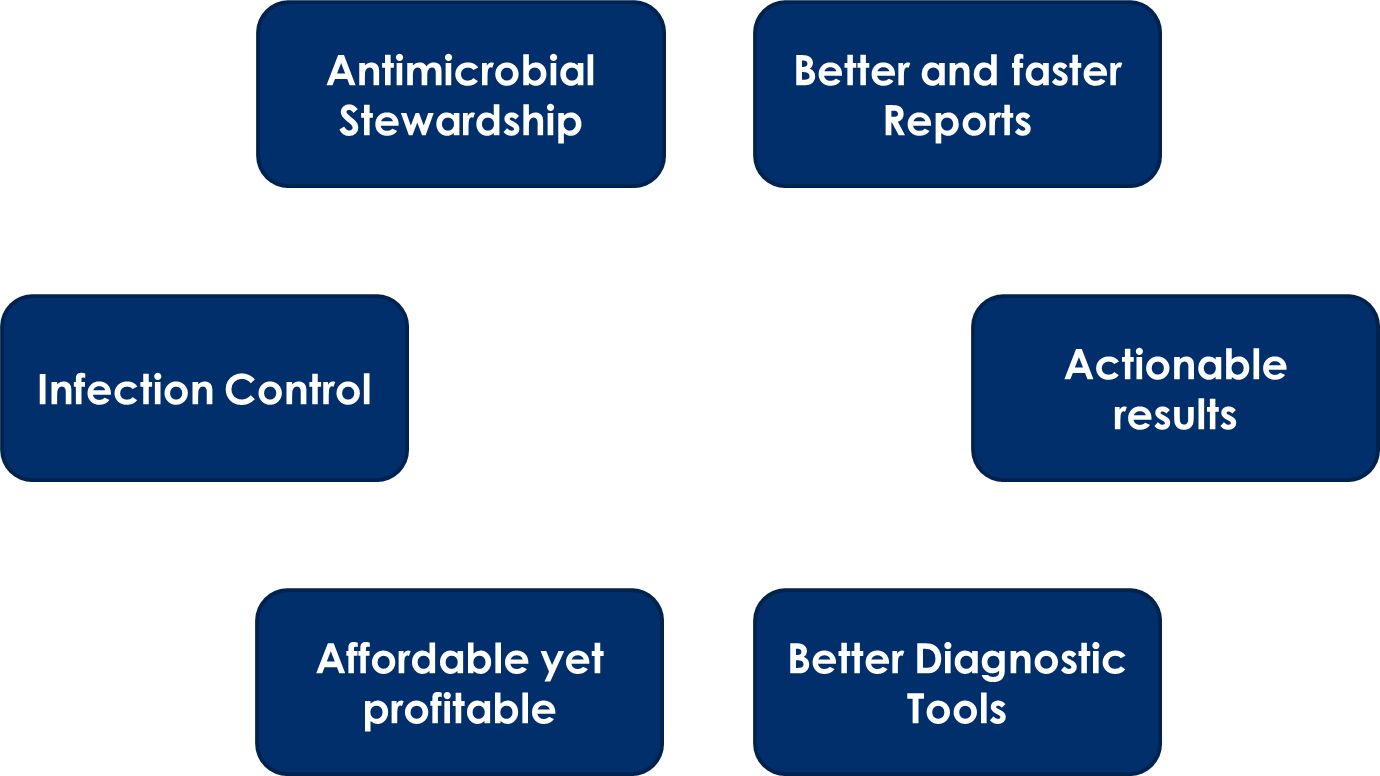 Antimicrobial
Stewardship
Better and faster
Reports
Infection Control
Actionable
results
Affordable yet
profitable
Better Diagnostic
Tools